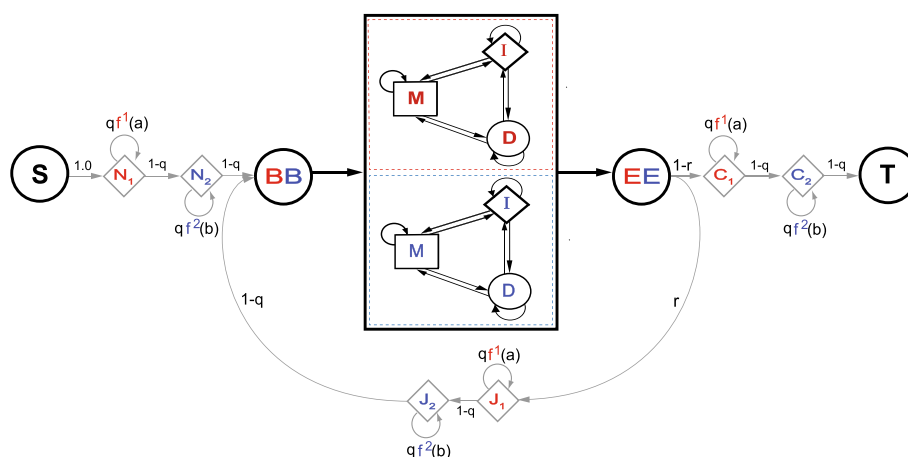 I
M
D
qf¹(a)
qf¹(a)
S
1.0
N₁
1-q
N₂
1-q
BB
EE
1-r
C₁
1-q
C₂
1-q
T
qf²(b)
qf²(b)
I
M
D
1-q
r
qf¹(a)
J₂
1-q
J₁
qf²(b)